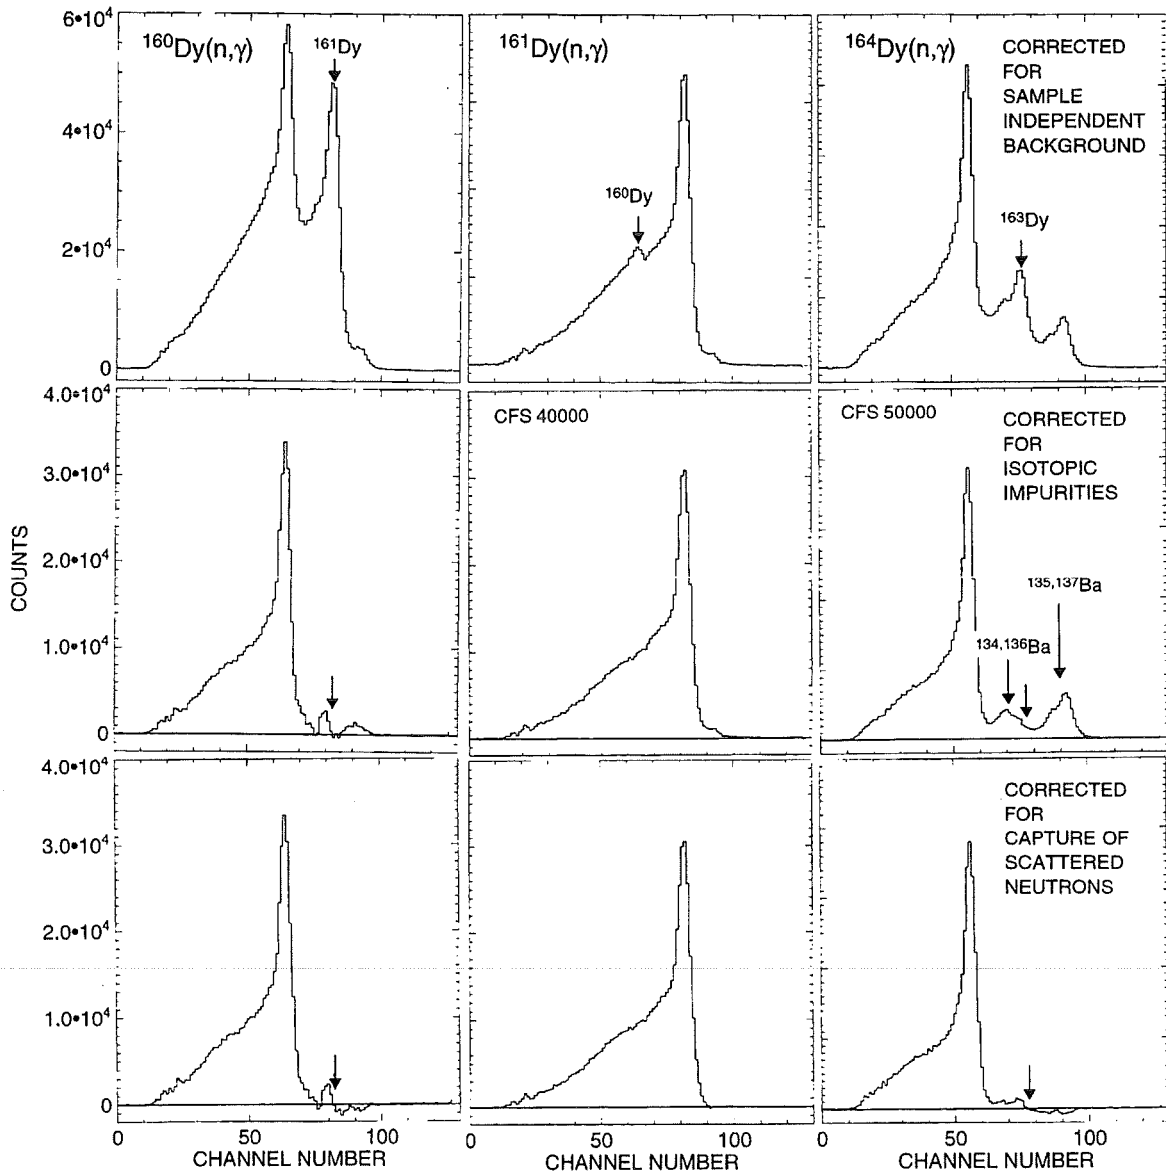 ¹⁶⁰Dy(n,γ)
¹⁶¹Dy
¹⁶¹Dy(n,γ)
¹⁶⁰Dy
¹⁶⁴Dy(n,γ)
¹⁶³Dy
CORRECTED
FOR
SAMPLE
INDEPENDENT
BACKGROUND
6•10⁴
4•10⁴
2•10⁴
0
CFS 40000
CFS 50000
CORRECTED
FOR
ISOTOPIC
IMPURITIES
¹³⁵,¹³⁷Ba
¹³⁴,¹³⁶Ba
4.0•10⁴
3.0•10⁴
2.0•10⁴
1.0•10⁴
0
COUNTS
CORRECTED
FOR
CAPTURE OF
SCATTERED
NEUTRONS
4.0•10⁴
3.0•10⁴
2.0•10⁴
1.0•10⁴
0
0 100
0 50 100
0 50 100
CHANNEL NUMBER
CHANNEL NUMBER
CHANNEL NUMBER